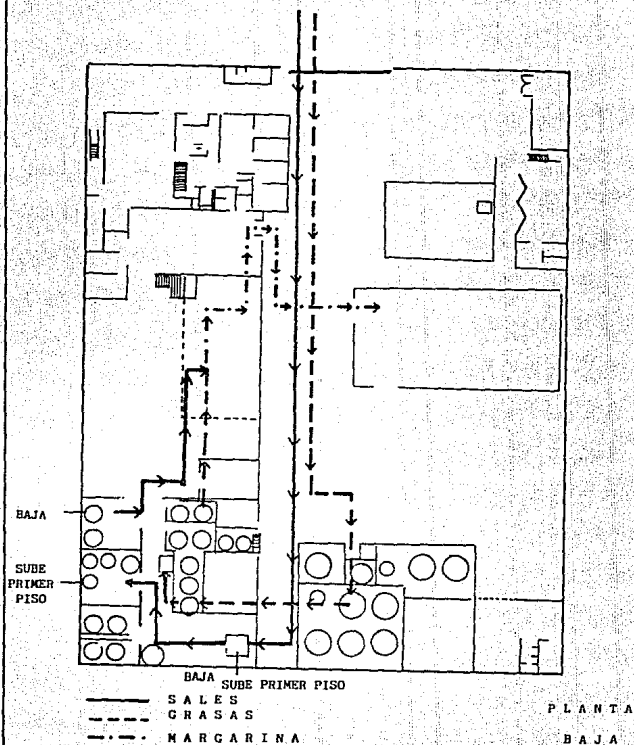 BAJA
SUBE
PRIMER
PISO
BAJA
SUBE PRIMER PISO
SALES
GRASAS
MARGARINA
PLANTA
BAJA